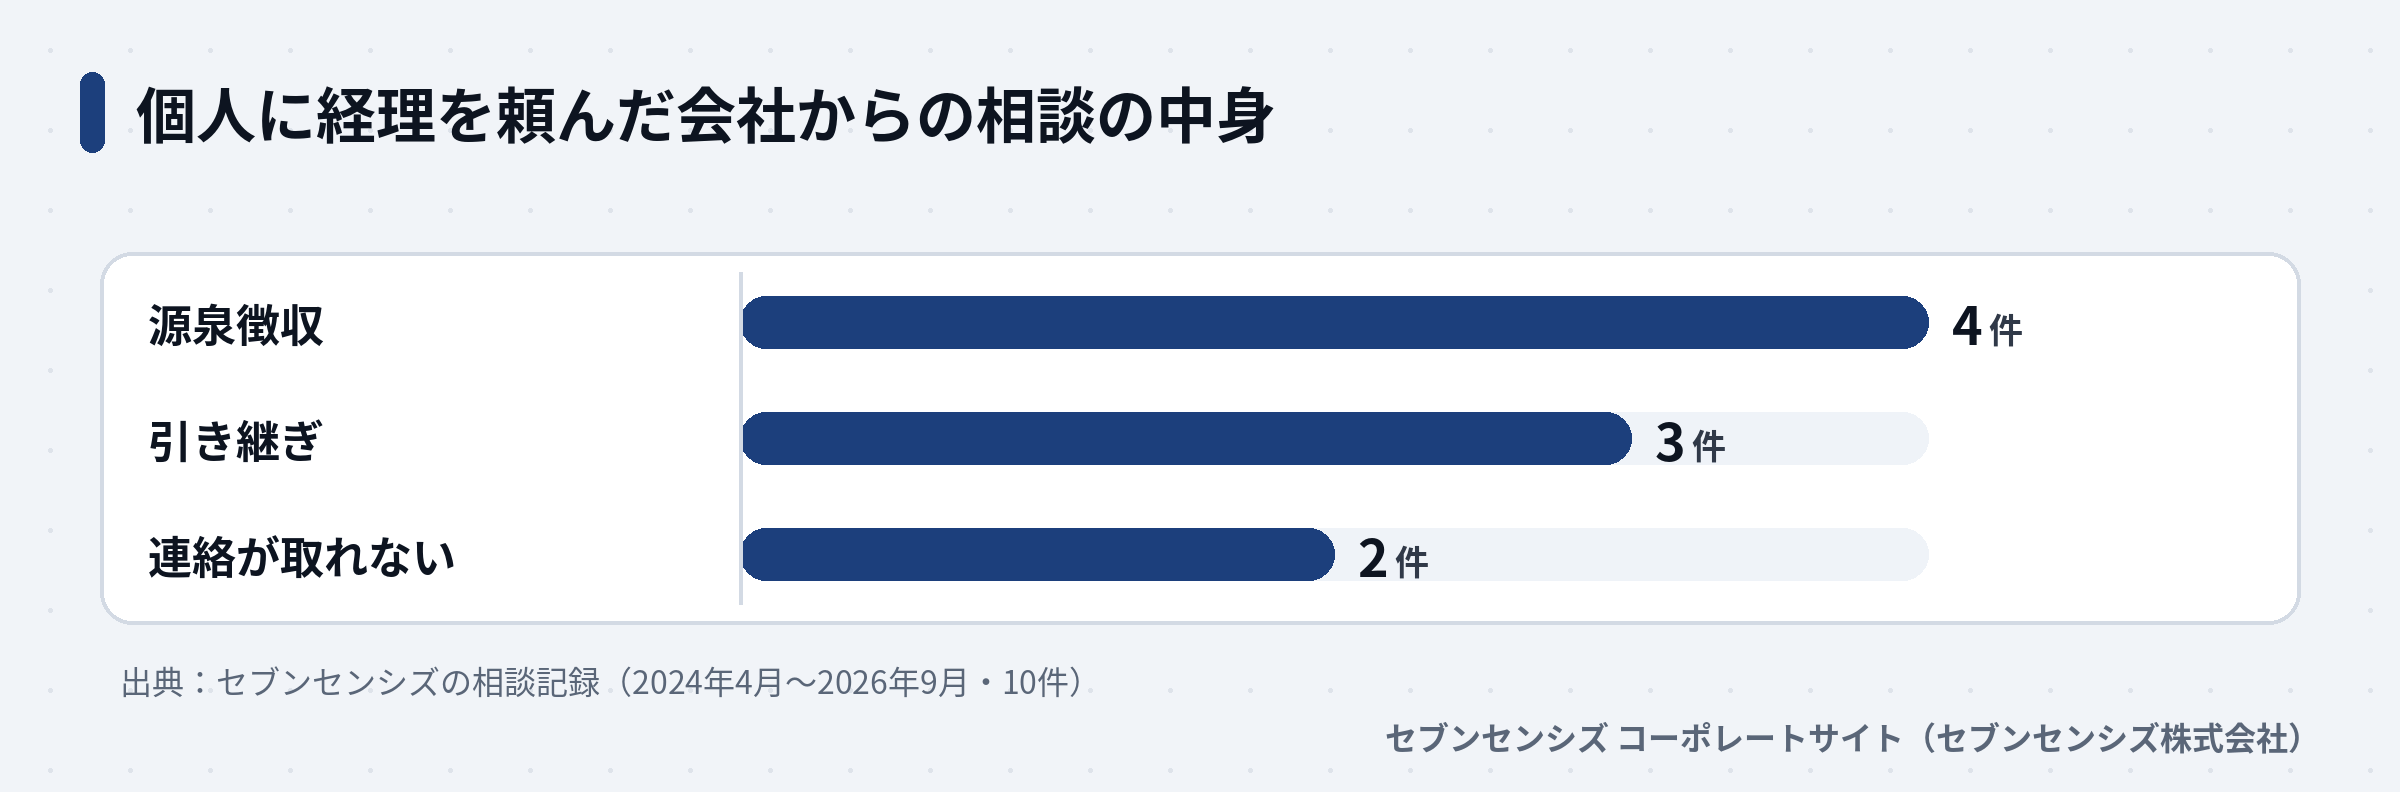 個人に経理を頼んだ会社からの相談の中身
源泉徴収 4件
引き継ぎ 3件
連絡が取れない 2件
出典：セブンセンシズの相談記録（2024年4月〜2026年9月・10件）
セブンセンシズ コーポレートサイト（セブンセンシズ株式会社）